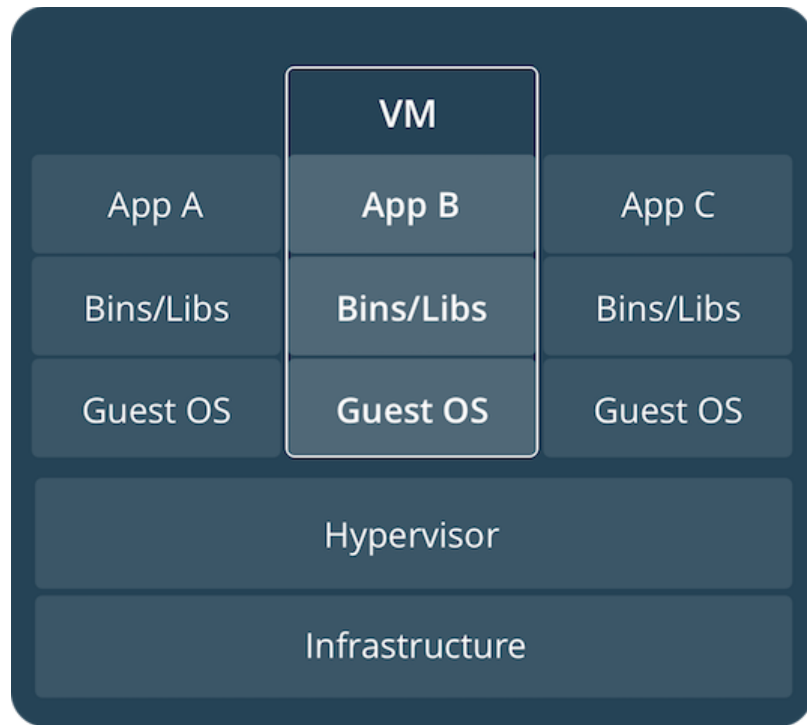 VM
App A
App B
App C
Bins/Libs
Bins/Libs
Bins/Libs
Guest OS
Guest OS
Guest OS
Hypervisor
Infrastructure